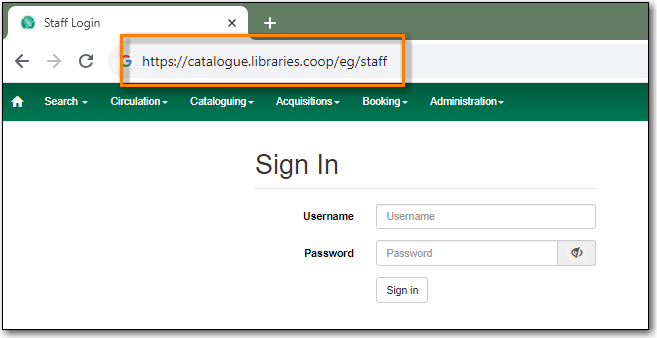 Staff Login
https://catalogue.libraries.coop/eg/staff
Search Circulation Cataloguing Acquisitions Booking Administration
Sign In
Username Username
Password Password
Sign in